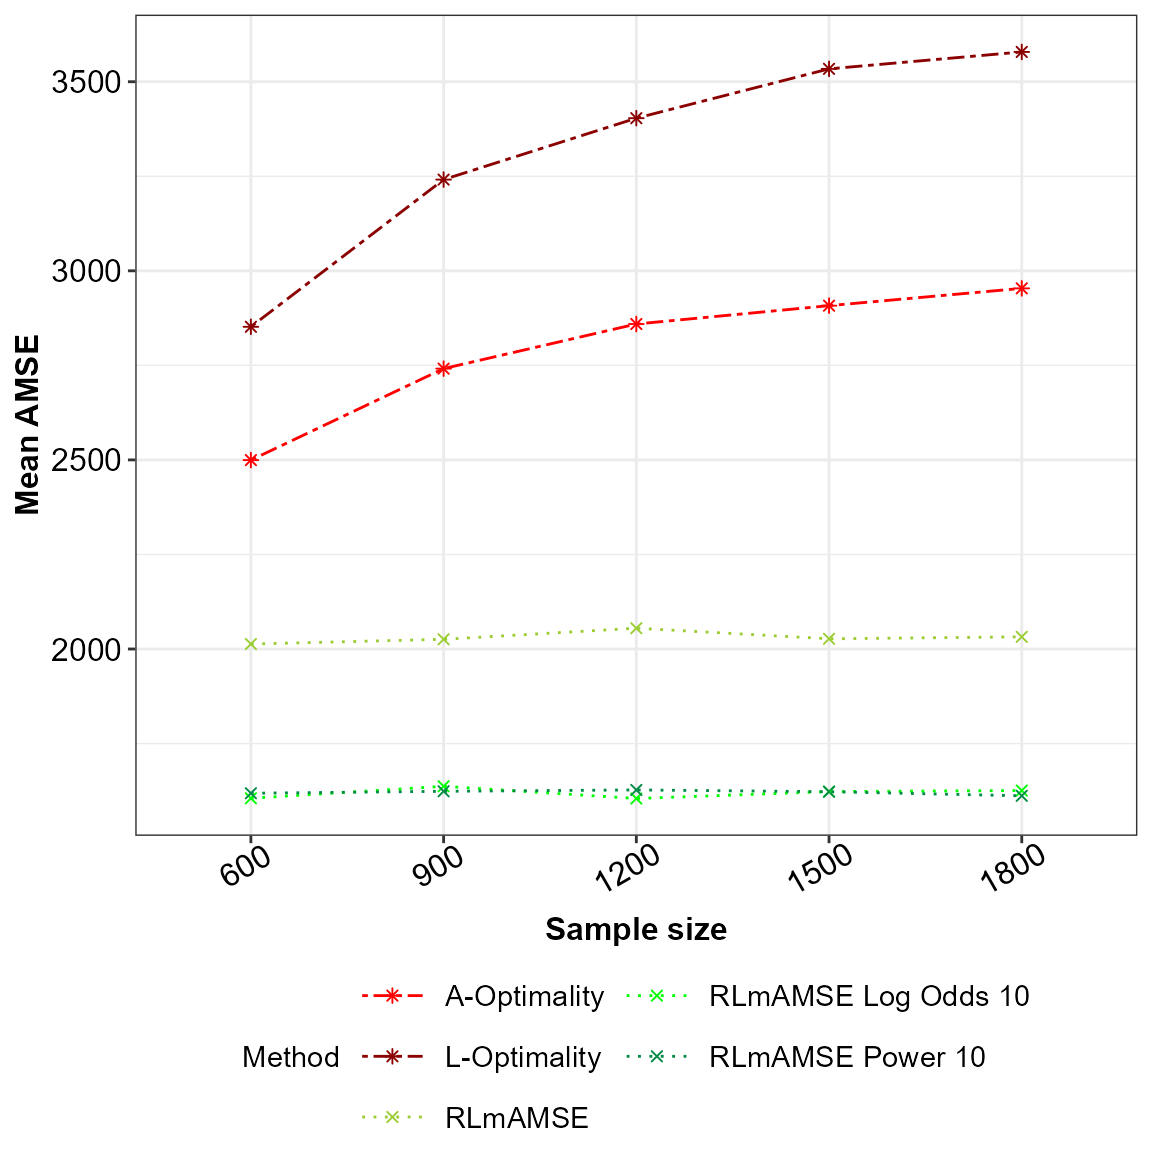 Mean AMSE
3500
3000
2500
2000
600
900
1200
1500
1800
Sample size
Method
A-Optimality
L-Optimality
RLmAMSE
RLmAMSE Log Odds 10
RLmAMSE Power 10